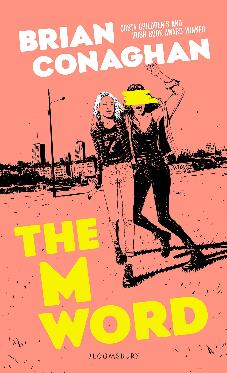 BRIAN
CONAGHAN
COSTA CHILDREN'S AND
IRISH BOOK AWARD WINNER
THE
M
WORD
BLOOMSBURY